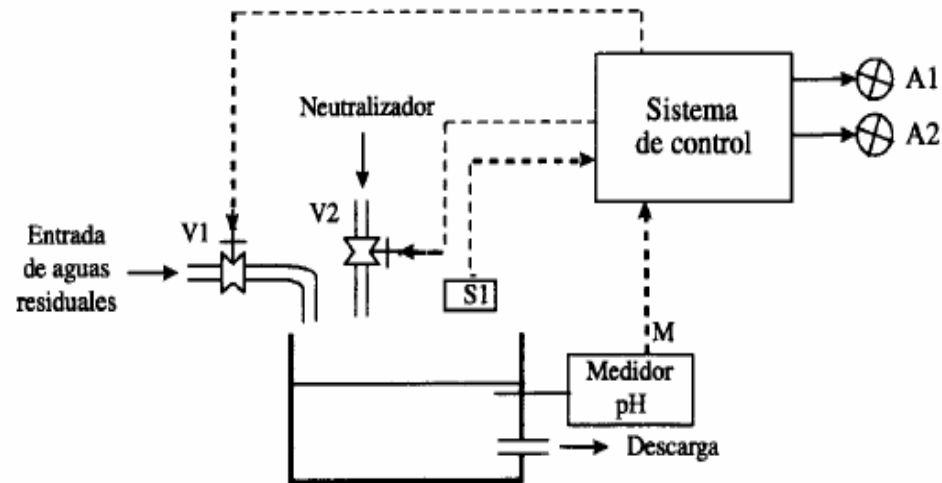 Neutralizador
Sistema
de control
A1
A2
V1
V2
Entrada
de aguas
residuales
S1
M
Medidor
pH
Descarga